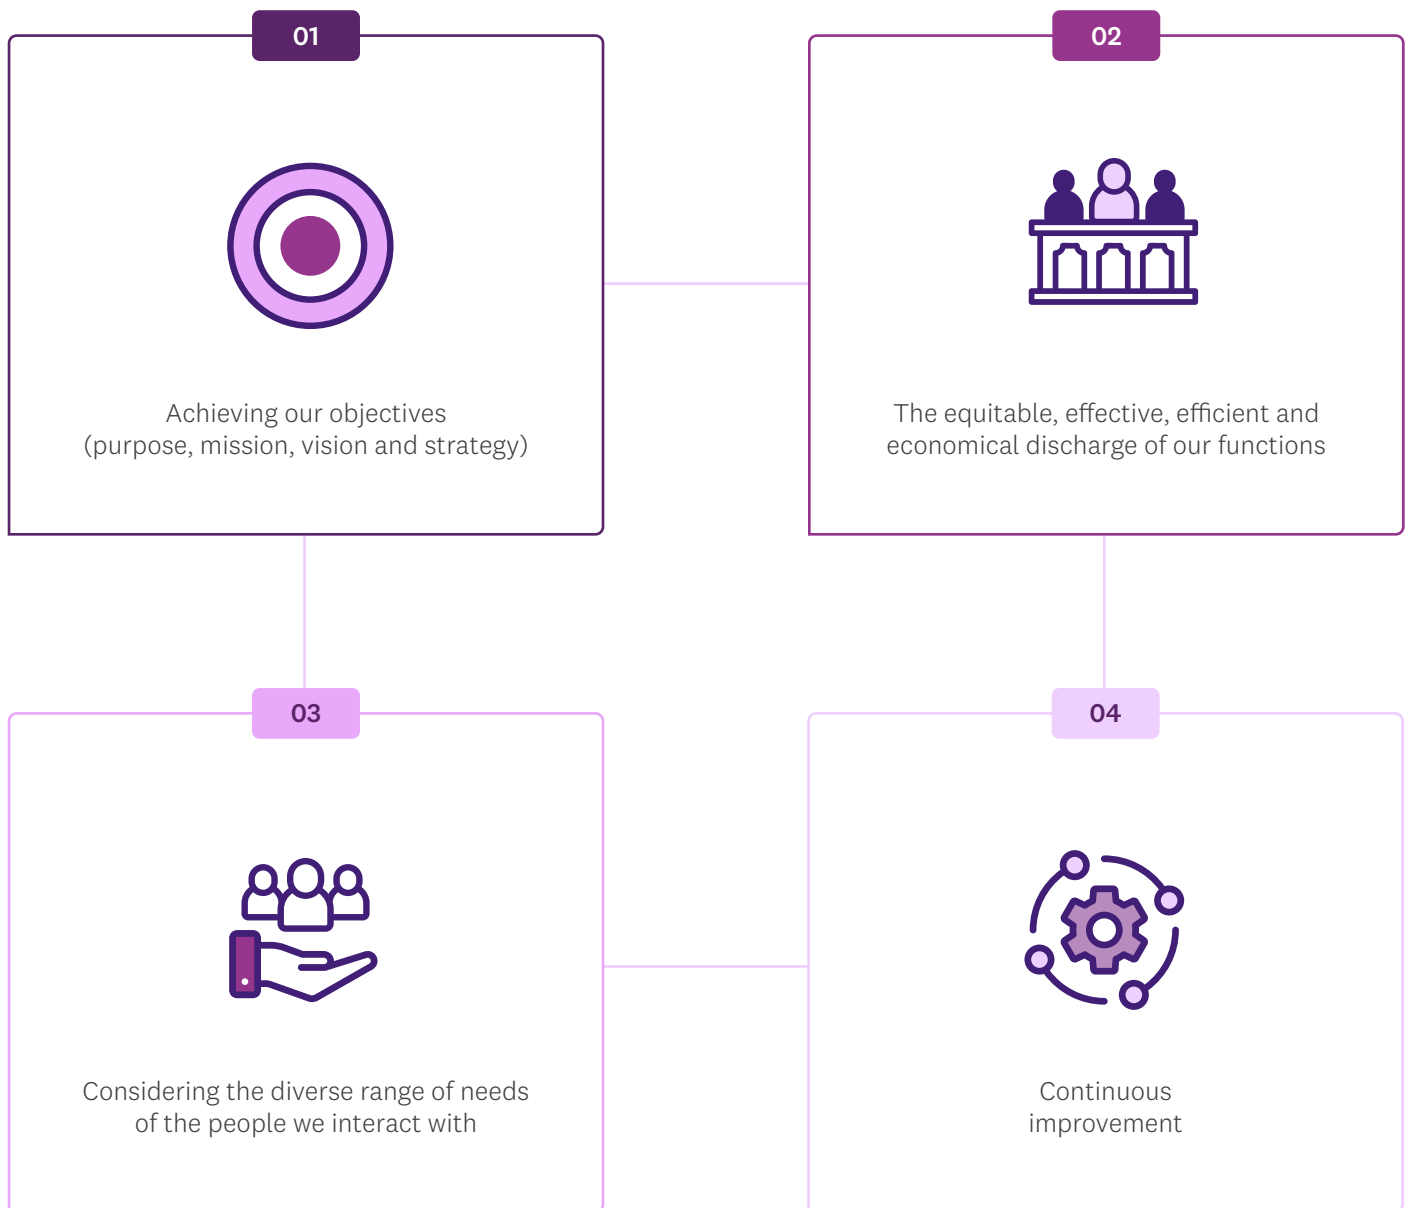 01
Achieving our objectives
(purpose, mission, vision and strategy)
02
The equitable, effective, efficient and
economical discharge of our functions
03
Considering the diverse range of needs
of the people we interact with
04
Continuous
improvement